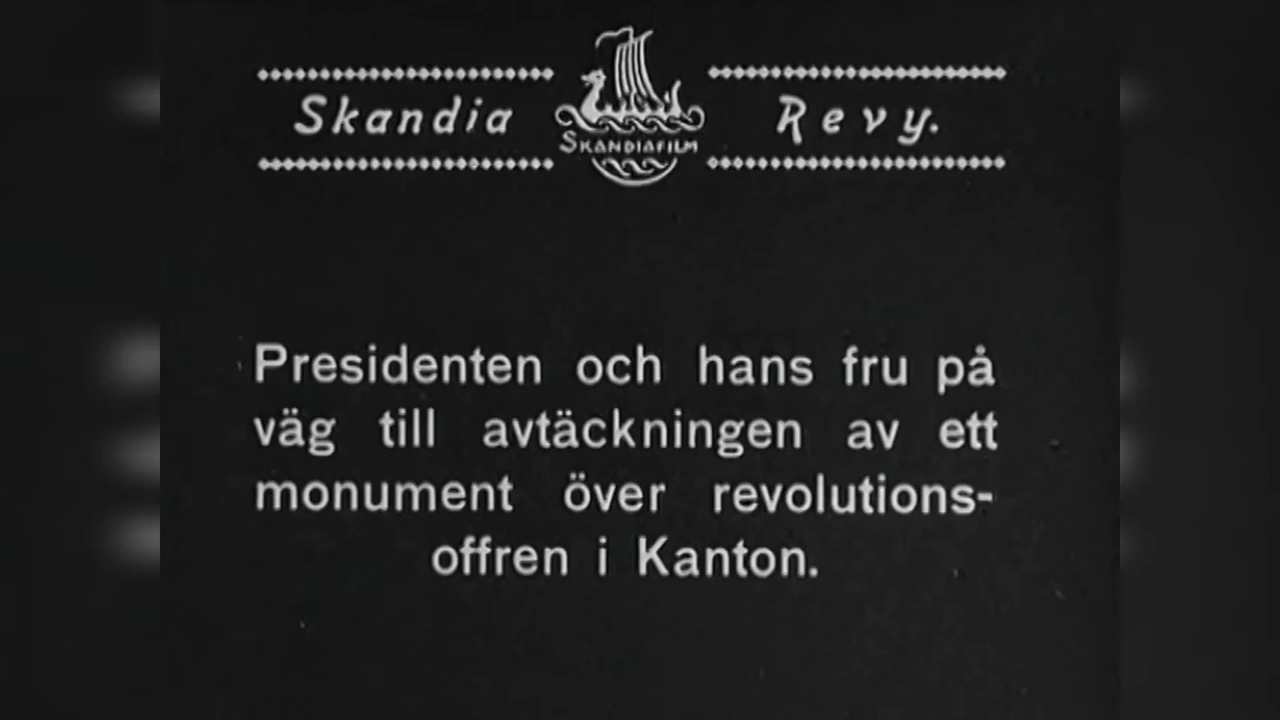 Skandia Revy.
SKANDIAFILM
Presidenten och hans fru på
väg till avtäckningen av ett
monument över revolutions-
offren i Kanton.